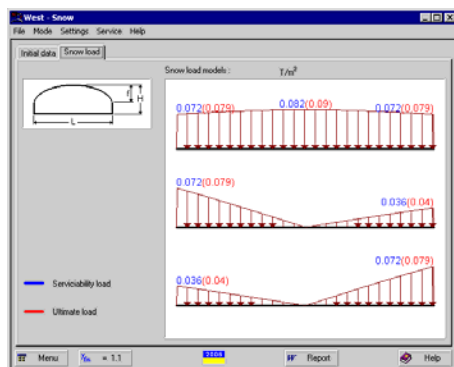 West - Snow
File Mode Settings Service Help
Initial data Snow load
Snow load models : T/m²
f H
L
0.072(0.079) 0.082(0.09) 0.072(0.079)
0.072(0.079) 0.036(0.04)
0.036(0.04) 0.072(0.079)
Serviciability load
Ultimate load
Menu = 1.1 Report Help